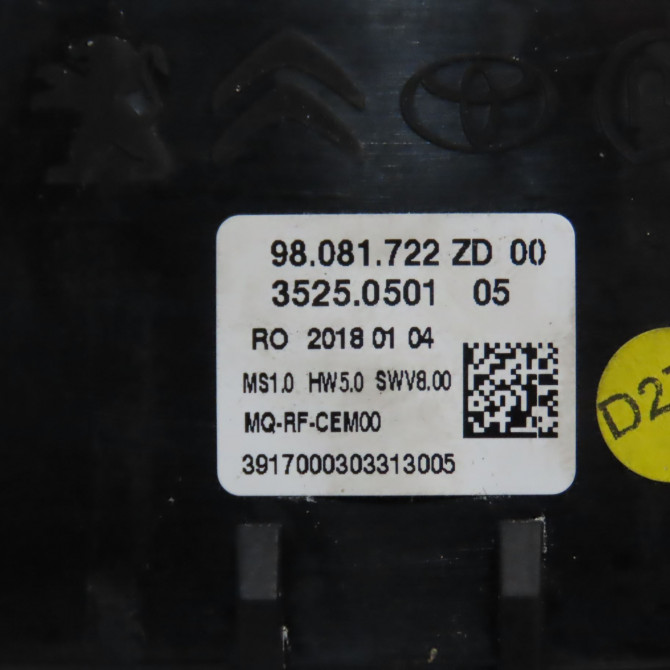 98.081.722 ZD 00
3525.0501 05
RO 2018 01 04
MS1.0 HW5.0 SWV8.00
MQ-RF-CEM00
3917000303313005